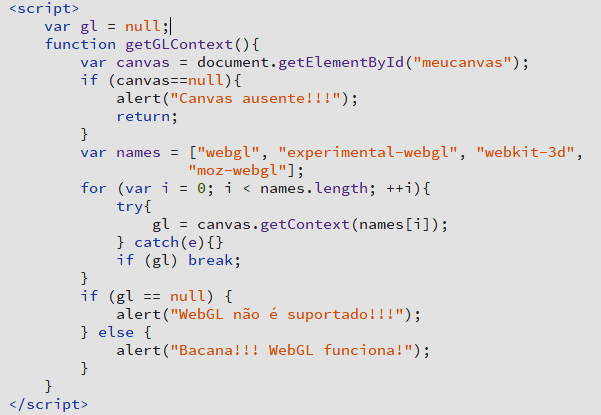 <script>
var gl = null;
function getGLContext(){
var canvas = document.getElementById("meucanvas");
if (canvas==null){
alert("Canvas ausente!!!");
return;
}
var names = ["webgl", "experimental-webgl", "webkit-3d",
"moz-webgl"];
for (var i = 0; i < names.length; ++i){
try{
gl = canvas.getContext(names[i]);
} catch(e){}
if (gl) break;
}
if (gl == null) {
alert("WebGL não é suportado!!!");
} else {
alert("Bacana!!! WebGL funciona!");
}
}
</script>